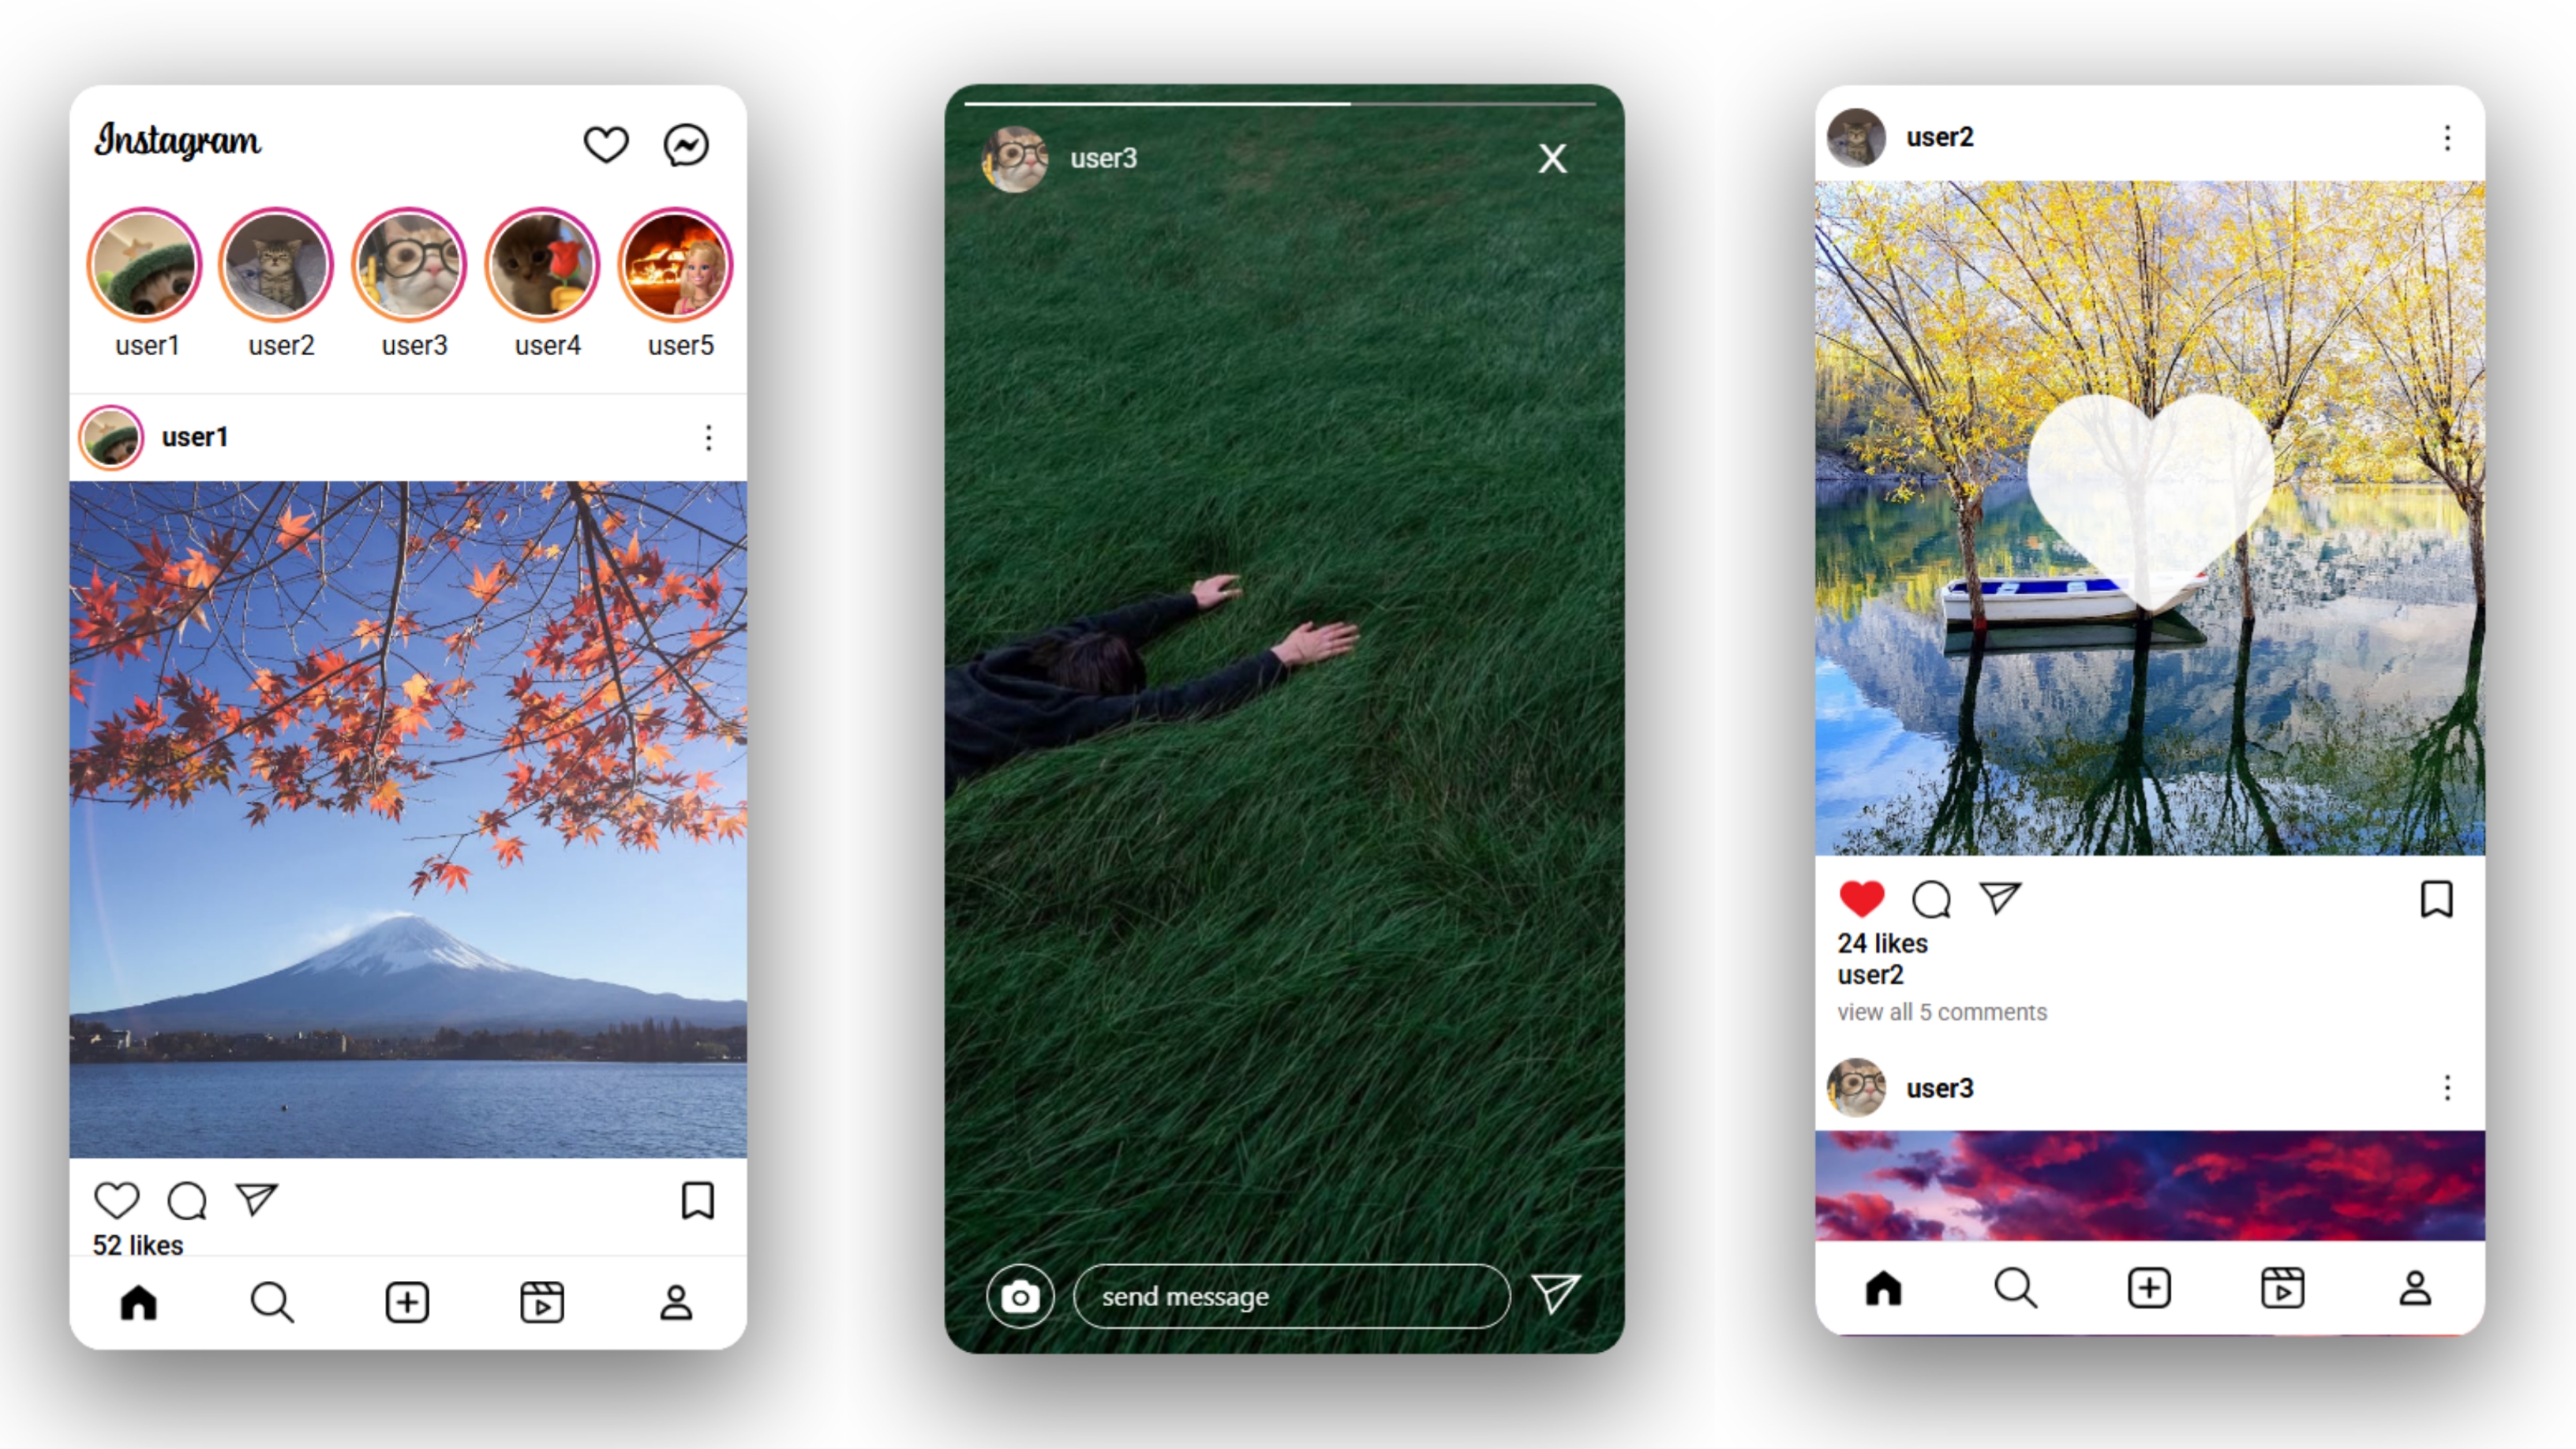 Instagram
user1
user2
user3
user4
user5
user1
52 likes
user3
X
send message
user2
24 likes
user2
view all 5 comments
user3